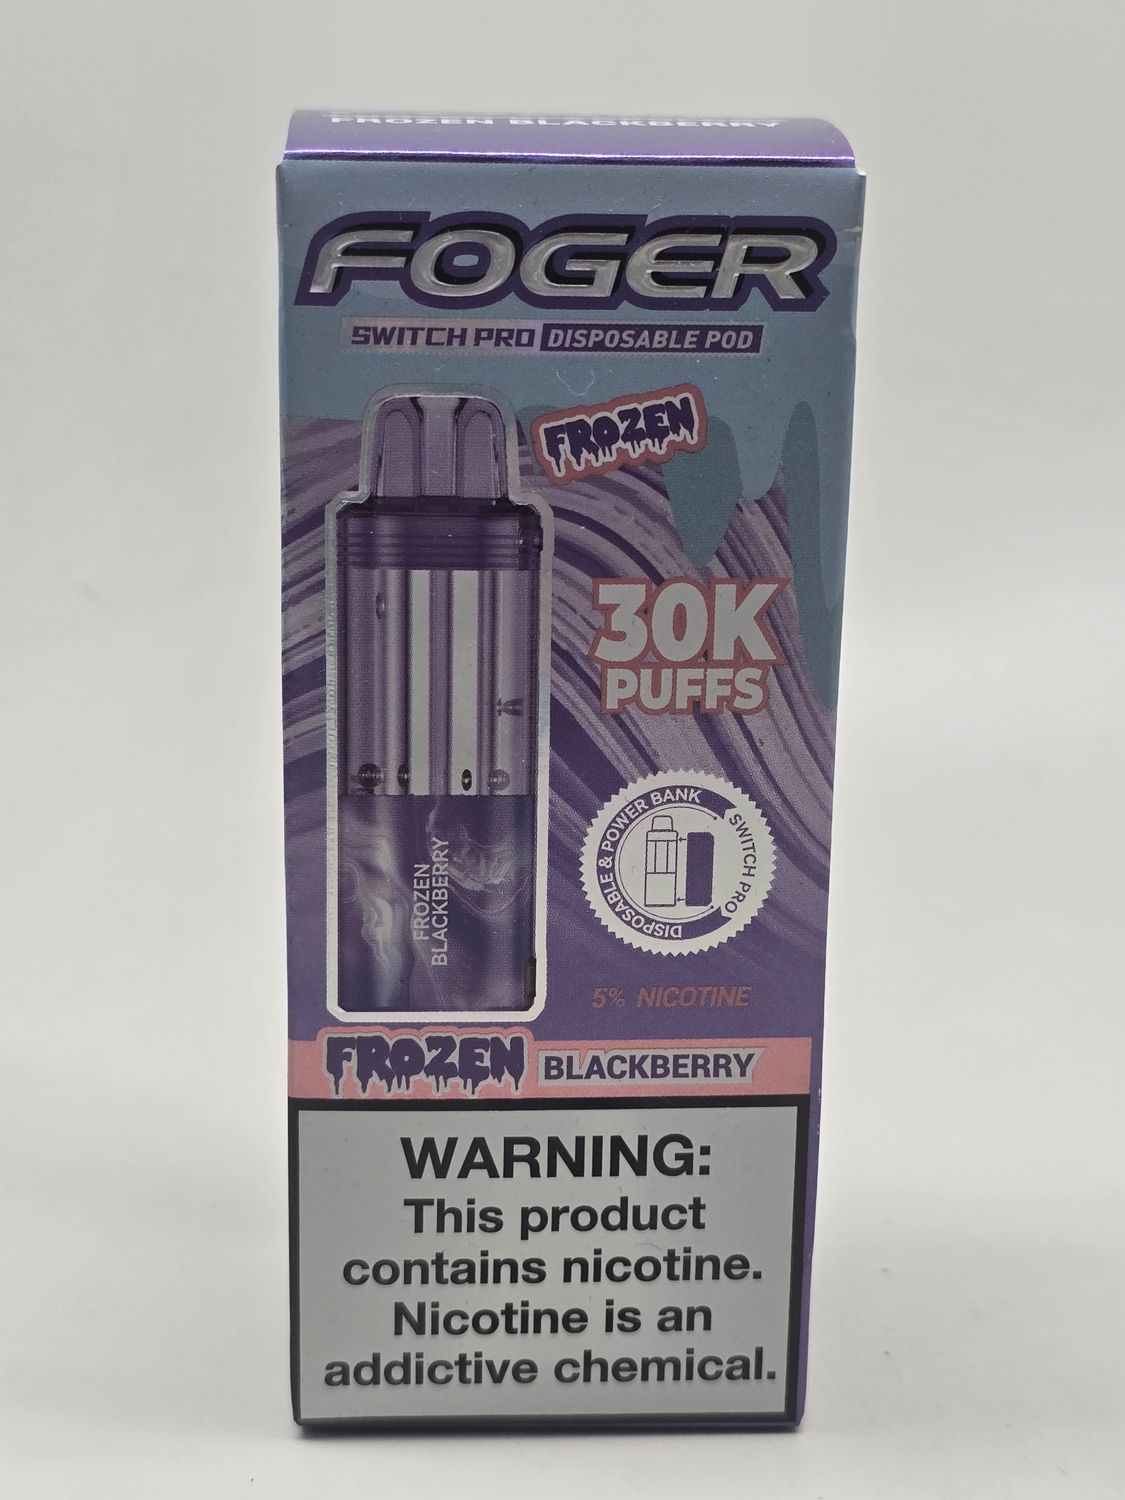 FROZEN BLACKBERRY
FOGER
SWITCH PRO DISPOSABLE POD
FROZEN
30K
PUFFS
DISPOSABLE & POWER BANK
SWITCH PRO
FROZEN
BLACKBERRY
5% NICOTINE
FROZEN BLACKBERRY
WARNING:
This product
contains nicotine.
Nicotine is an
addictive chemical.